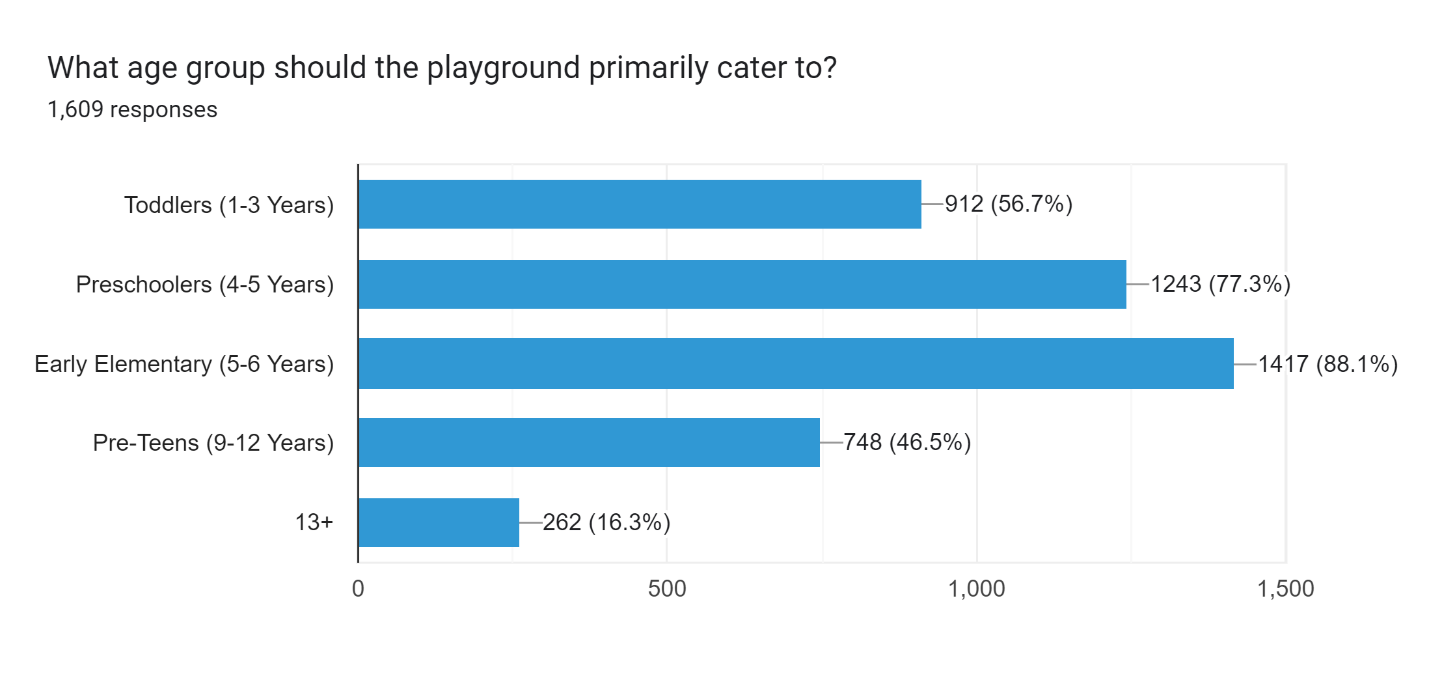 What age group should the playground primarily cater to?
1,609 responses
Toddlers (1-3 Years)
912 (56.7%)
Preschoolers (4-5 Years)
1243 (77.3%)
Early Elementary (5-6 Years)
1417 (88.1%)
Pre-Teens (9-12 Years)
748 (46.5%)
13+
262 (16.3%)
0
500
1,000
1,500